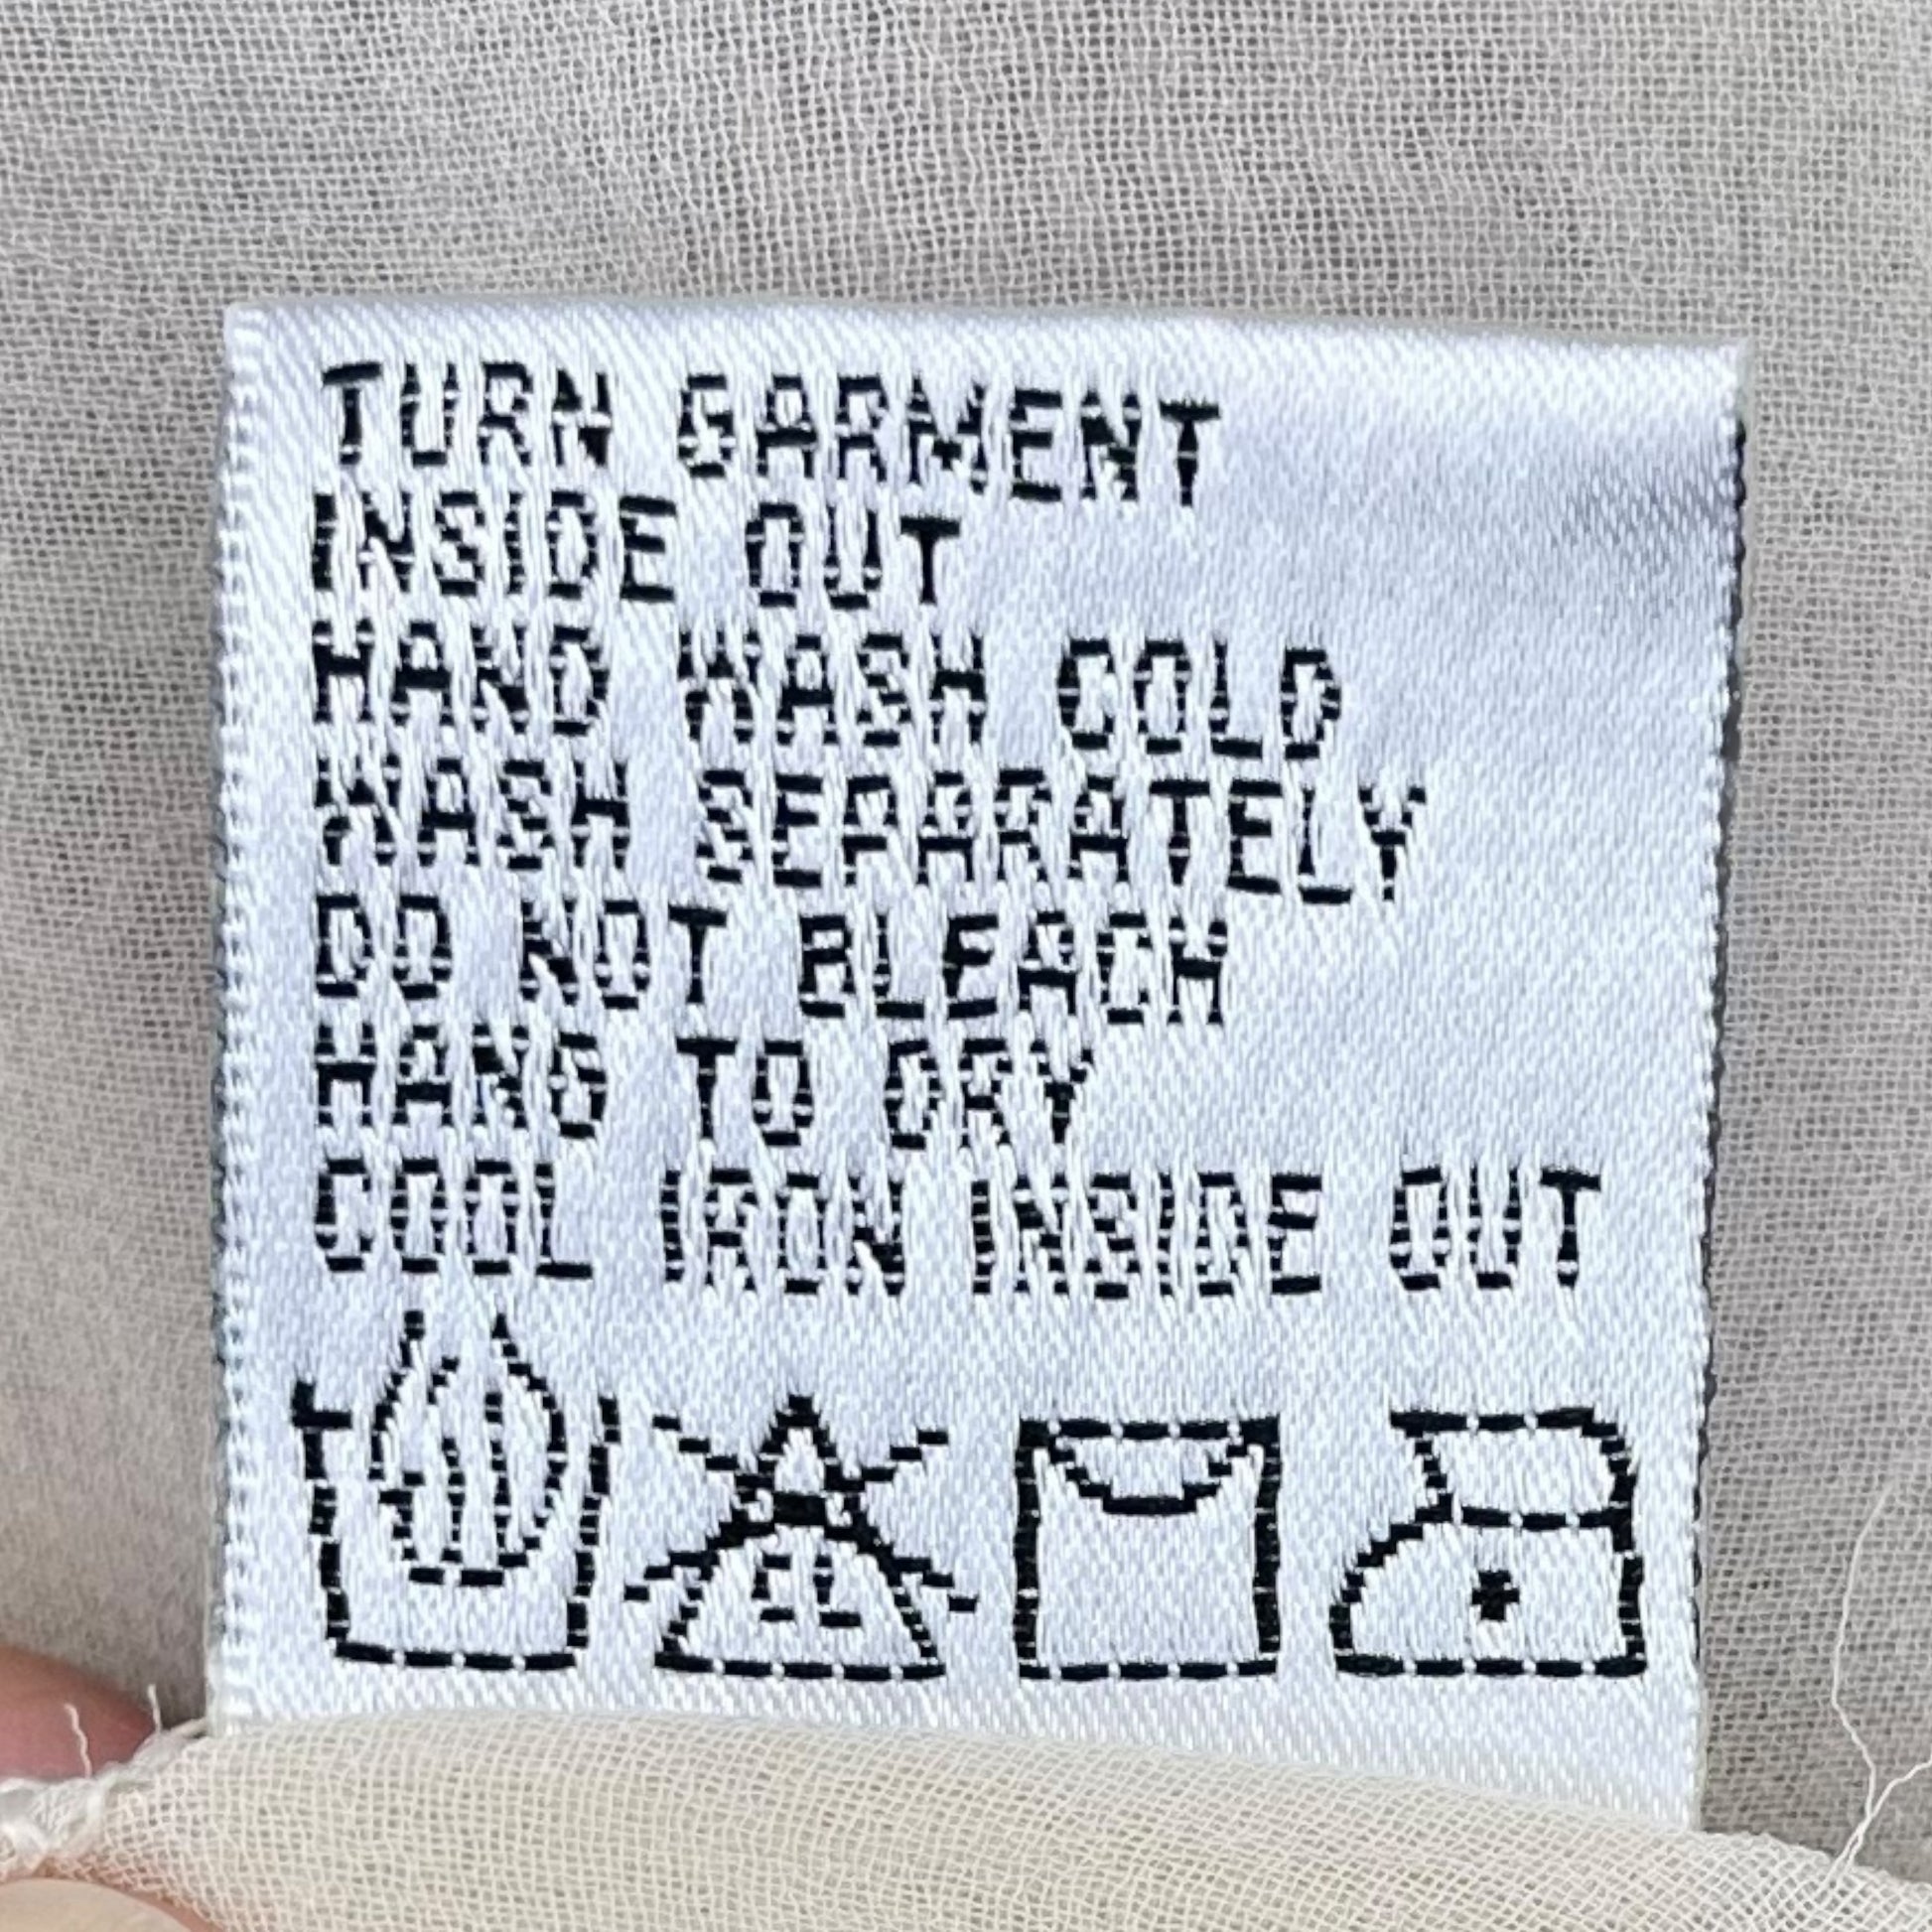 TURN GARMENT
INSIDE OUT
HAND WASH COLD
WASH SEPARATELY
DO NOT BLEACH
HANG TO DRY
COOL IRON INSIDE OUT
CL